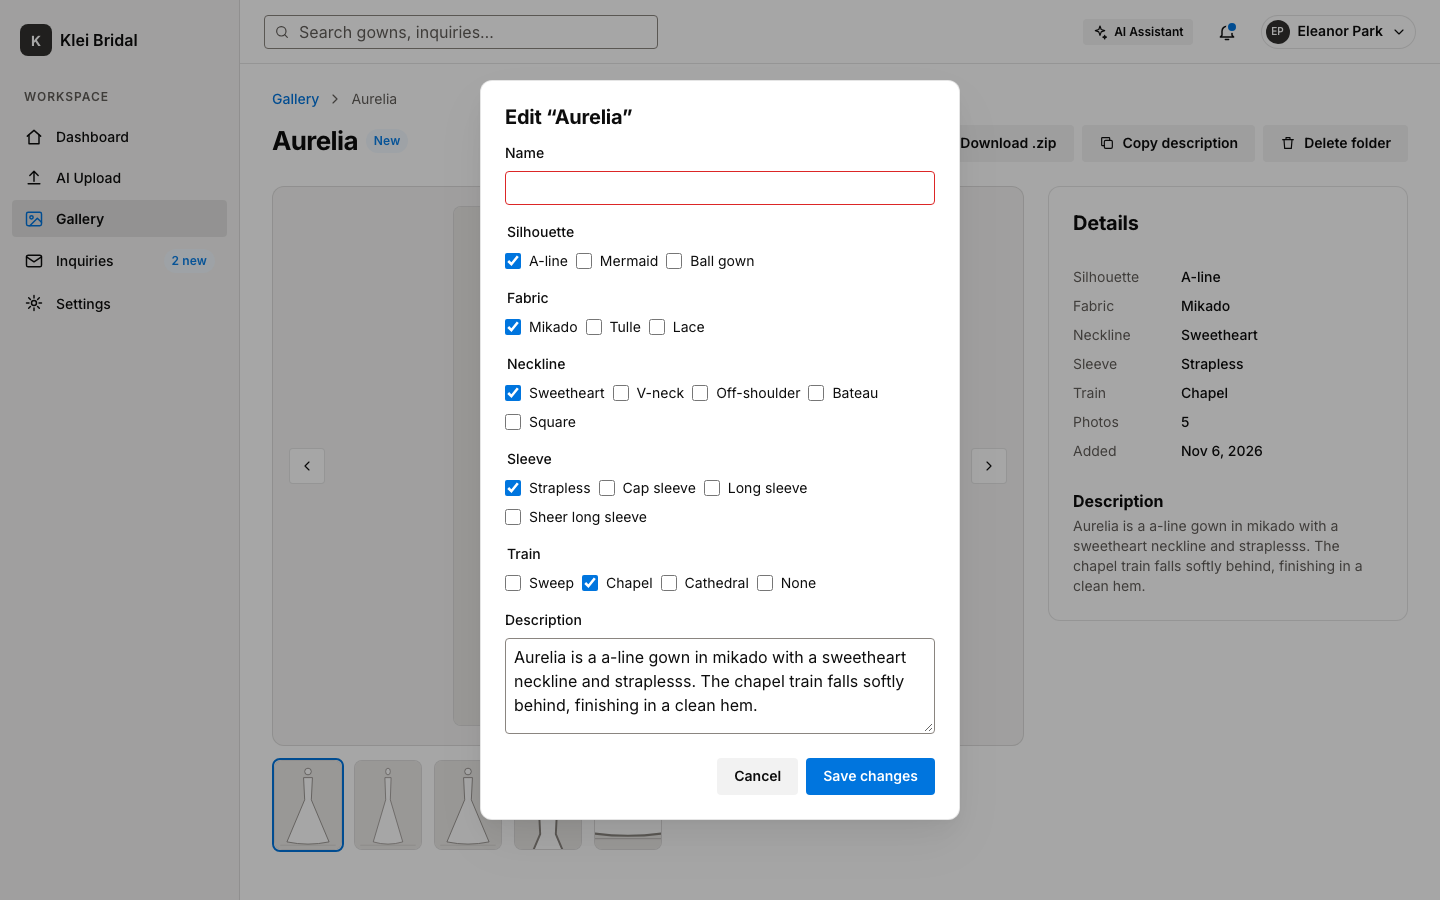 K
Klei Bridal
WORKSPACE
Dashboard
AI Upload
Gallery
Inquiries
2 new
Settings
Search gowns, inquiries...
AI Assistant
EP
Eleanor Park
Gallery
Aurelia
Aurelia
New
Download .zip
Copy description
Delete folder
Edit “Aurelia”
Name
Silhouette
A-line Mermaid Ball gown
Fabric
Mikado Tulle Lace
Neckline
Sweetheart V-neck Off-shoulder Bateau
Square
Sleeve
Strapless Cap sleeve Long sleeve
Sheer long sleeve
Train
Sweep Chapel Cathedral None
Description
Aurelia is a a-line gown in mikado with a sweetheart
neckline and straplesss. The chapel train falls softly
behind, finishing in a clean hem.
Cancel
Save changes
Details
Silhouette A-line
Fabric Mikado
Neckline Sweetheart
Sleeve Strapless
Train Chapel
Photos 5
Added Nov 6, 2026
Description
Aurelia is a a-line gown in mikado with a
sweetheart neckline and straplesss. The
chapel train falls softly behind, finishing in a
clean hem.